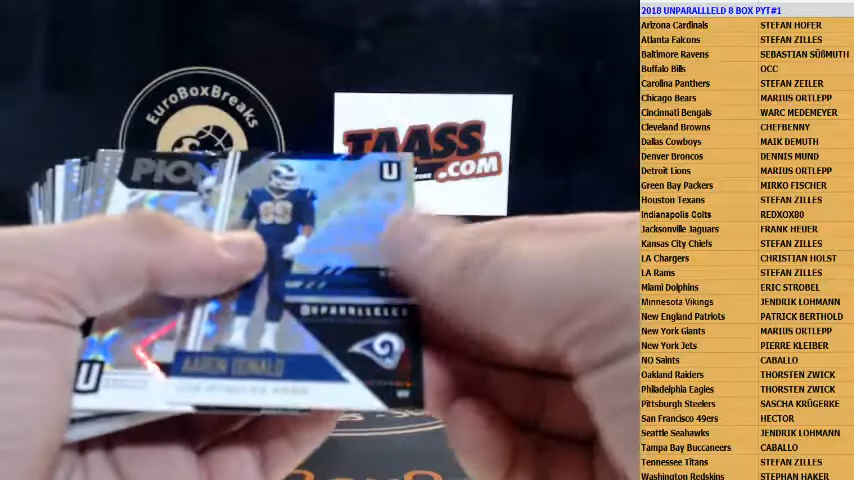 2018 UNPARALLLELD 8 BOX PYT#1
Arizona Cardinals STEFAN HOFER
Atlanta Falcons STEFAN ZILLES
Baltimore Ravens SEBASTIAN SÜßMUTH
Buffalo Bills OCC
Carolina Panthers STEFAN ZEILER
Chicago Bears MARIUS ORTLEPP
Cincinnati Bengals WARC MEDEMEYER
Cleveland Browns CHEFBENNY
Dallas Cowboys MAIK DEMUTH
Denver Broncos DENNIS MUND
Detroit Lions MARIUS ORTLEPP
Green Bay Packers MIRKO FISCHER
Houston Texans STEFAN ZILLES
Indianapolis Colts REDXOX80
Jacksonville Jaguars FRANK HEUER
Kansas City Chiefs STEFAN ZILLES
LA Chargers CHRISTIAN HOLST
LA Rams STEFAN ZILLES
Miami Dolphins ERIC STROBEL
Minnesota Vikings JENDRIK LOHMANN
New England Patriots PATRICK BERTHOLD
New York Giants MARIUS ORTLEPP
New York Jets PIERRE KLEIBER
NO Saints CABALLO
Oakland Raiders THORSTEN ZWICK
Philadelphia Eagles THORSTEN ZWICK
Pittsburgh Steelers SASCHA KRÜGERKE
San Francisco 49ers HECTOR
Seattle Seahawks JENDRIK LOHMANN
Tampa Bay Buccaneers CABALLO
Tennessee Titans STEFAN ZILLES
Washington Redskins STEPHAN HAKER
EuroBoxBreaks
TAASS
.COM
PION
U
99
UNPARALLELED
AARON DONALD
LOS ANGELES RAMS
U